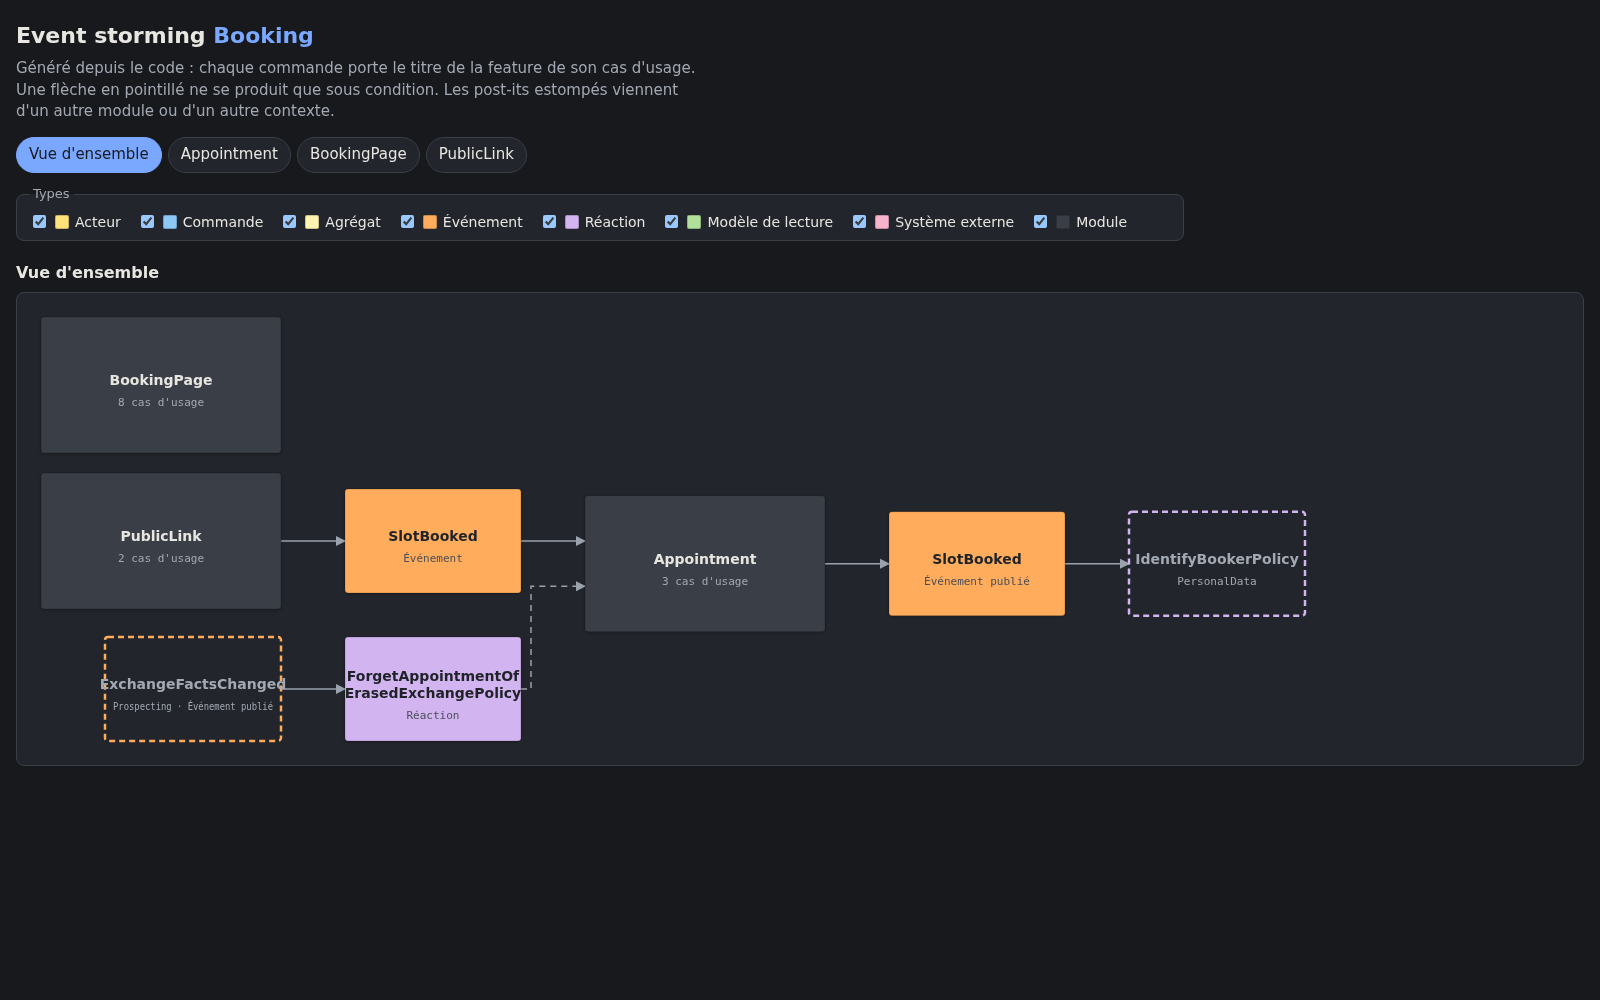 Event storming Booking
Généré depuis le code : chaque commande porte le titre de la feature de son cas d'usage.
Une flèche en pointillé ne se produit que sous condition. Les post-its estompés viennent
d'un autre module ou d'un autre contexte.
Vue d'ensemble
Appointment
BookingPage
PublicLink
Types
Acteur
Commande
Agrégat
Événement
Réaction
Modèle de lecture
Système externe
Module
Vue d'ensemble
BookingPage
8 cas d'usage
PublicLink
2 cas d'usage
SlotBooked
Événement
Appointment
3 cas d'usage
SlotBooked
Événement publié
IdentifyBookerPolicy
PersonalData
ExchangeFactsChanged
Prospecting · Événement publié
ForgetAppointmentOf
ErasedExchangePolicy
Réaction